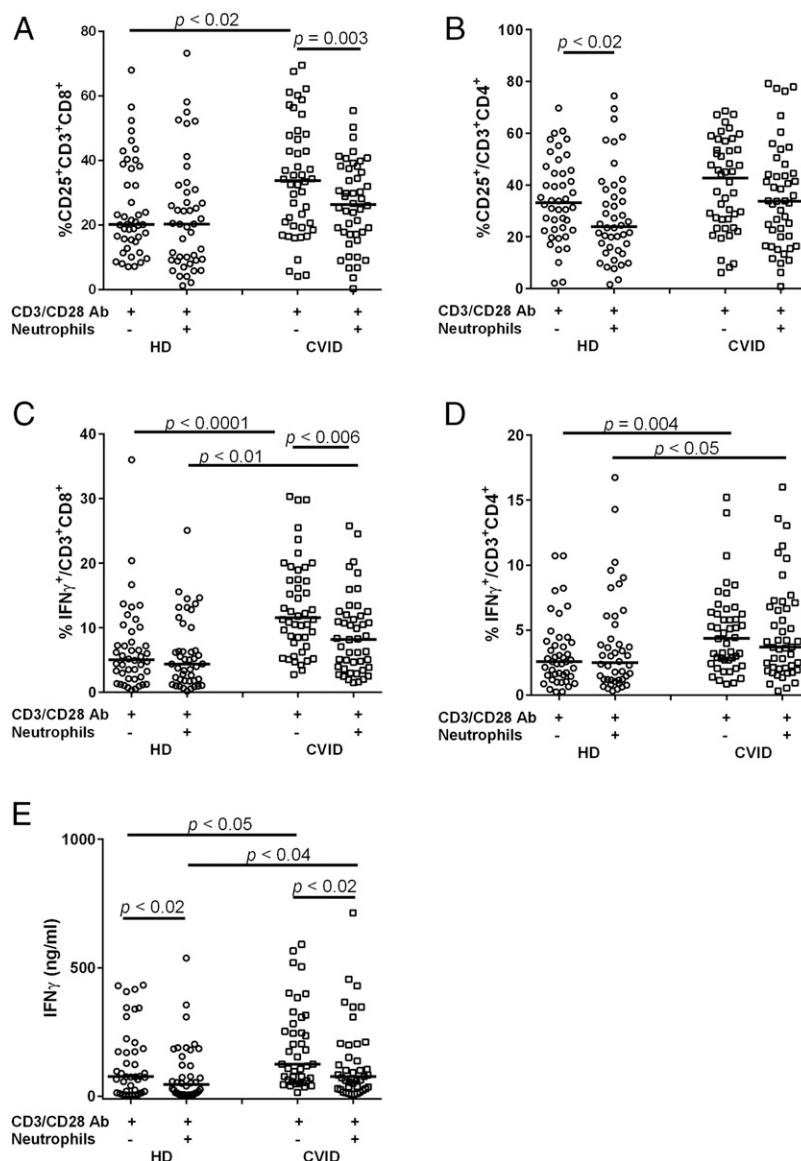 A
p < 0.02
p = 0.003
80
60
40
20
0
%CD25⁺CD3⁺CD8⁺
CD3/CD28 Ab + + + +
Neutrophils - + - +
HD CVID
B
p < 0.02
100
80
60
40
20
0
%CD25⁺/CD3⁺CD4⁺
+ + + +
- + - +
HD CVID
C
p < 0.0001
p < 0.006
p < 0.01
40
30
20
10
0
% IFNγ⁺/CD3⁺CD8⁺
CD3/CD28 Ab + + + +
Neutrophils - + - +
HD CVID
D
p = 0.004
p < 0.05
20
15
10
5
0
% IFNγ⁺/CD3⁺CD4⁺
CD3/CD28 Ab + + + +
Neutrophils - + - +
HD CVID
E
p < 0.05
p < 0.04
p < 0.02
p < 0.02
1000
500
0
IFNγ (ng/ml)
CD3/CD28 Ab + + + +
Neutrophils - + - +
HD CVID